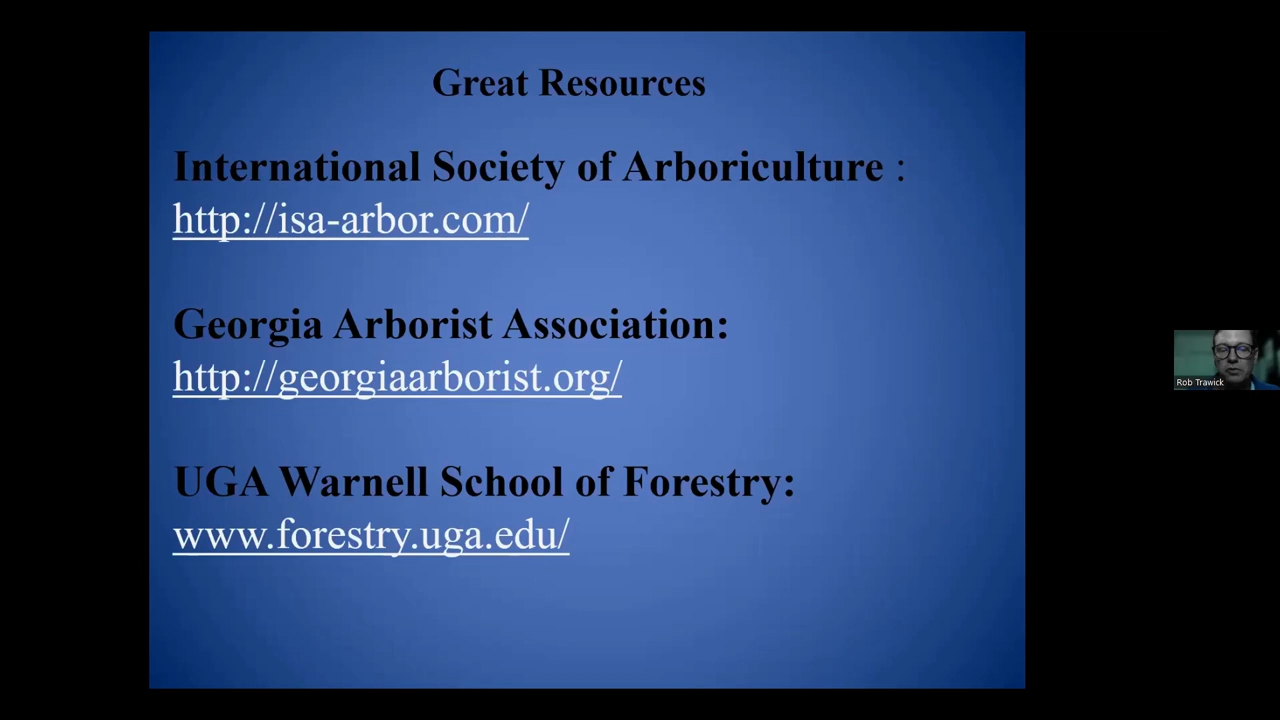 Great Resources
International Society of Arboriculture :
http://isa-arbor.com/
Georgia Arborist Association:
http://georgiaarborist.org/
UGA Warnell School of Forestry:
www.forestry.uga.edu/
Rob Trawick